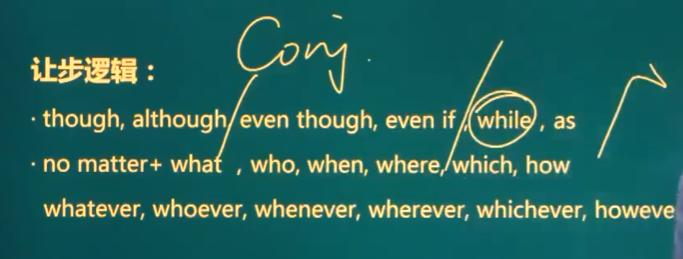 Conj.
让步逻辑：
· though, although, even though, even if , while , as
· no matter+ what , who, when, where, which, how
whatever, whoever, whenever, wherever, whichever, howeve